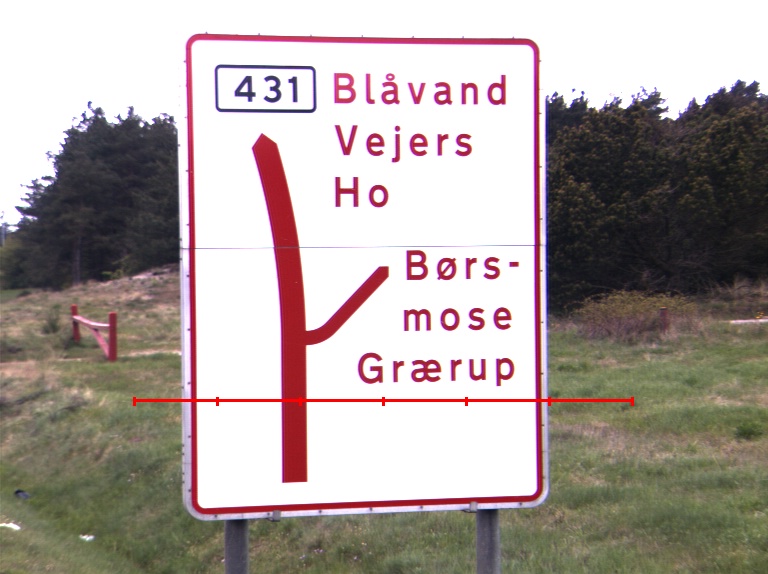 431 Blåvand
Vejers
Ho
Børs-
mose
Grærup